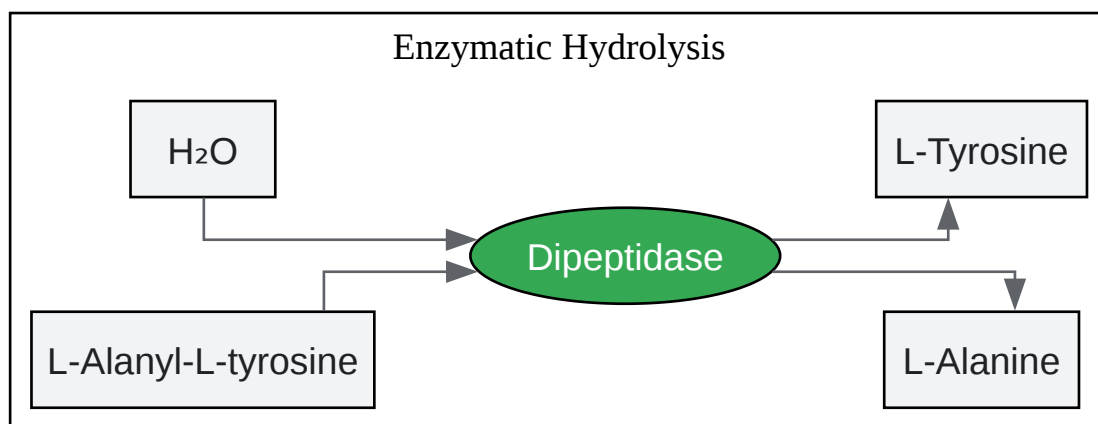 Enzymatic Hydrolysis
H₂O
L-Tyrosine
Dipeptidase
L-Alanyl-L-tyrosine
L-Alanine